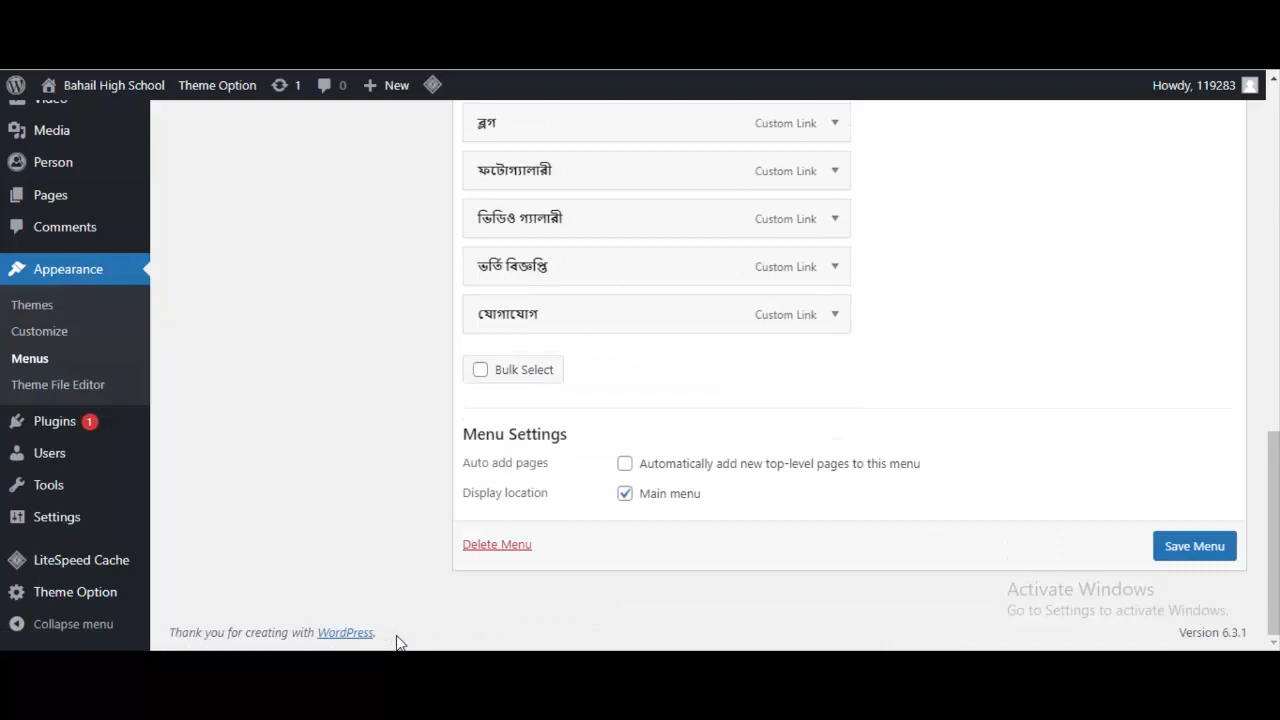 Bahail High School Theme Option 1 0 New Howdy, 119283
Video
Media
Person
Pages
Comments
Appearance
Themes
Customize
Menus
Theme File Editor
Plugins 1
Users
Tools
Settings
LiteSpeed Cache
Theme Option
Collapse menu
ব্লগ Custom Link
ফটোগ্যালারী Custom Link
ভিডিও গ্যালারী Custom Link
ভর্তি বিজ্ঞপ্তি Custom Link
যোগাযোগ Custom Link
Bulk Select
Menu Settings
Auto add pages Automatically add new top-level pages to this menu
Display location Main menu
Delete Menu Save Menu
Activate Windows
Go to Settings to activate Windows.
Thank you for creating with WordPress. Version 6.3.1